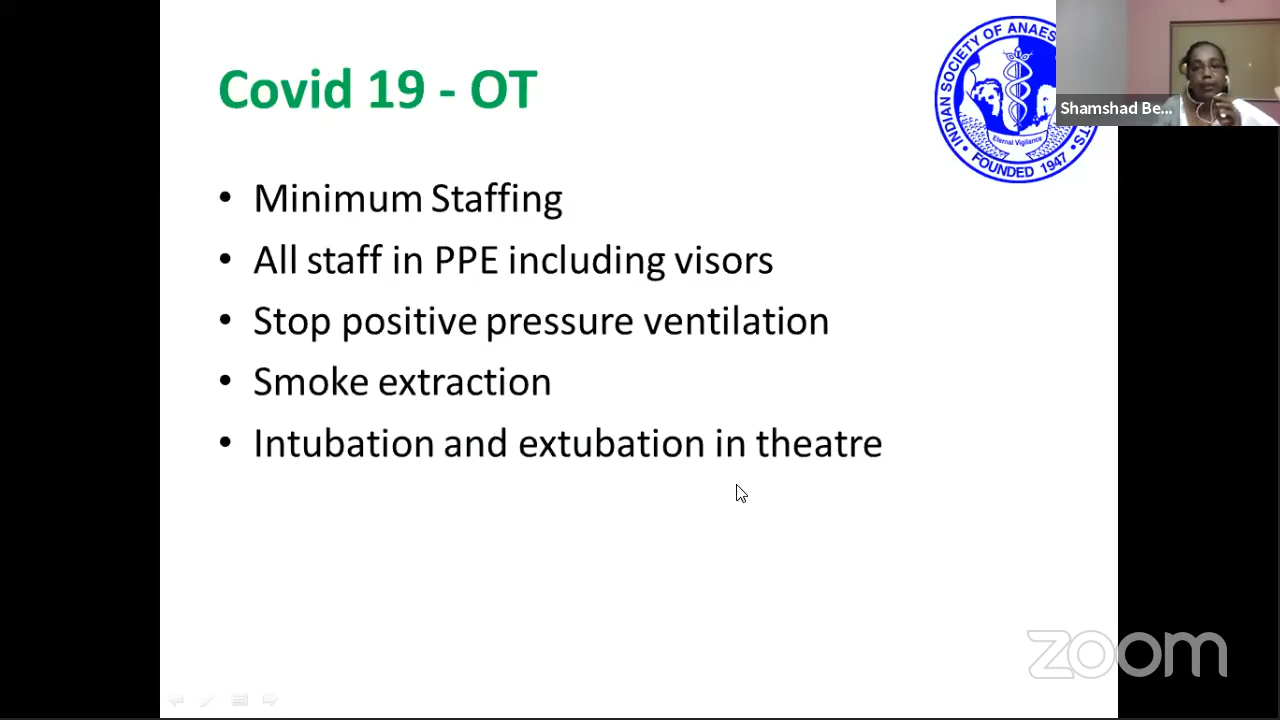 Covid 19 - OT
• Minimum Staffing
• All staff in PPE including visors
• Stop positive pressure ventilation
• Smoke extraction
• Intubation and extubation in theatre
INDIAN SOCIETY OF ANAES
TS
Eternal Vigilance
• FOUNDED 1947 •
Shamshad Be...
zoom